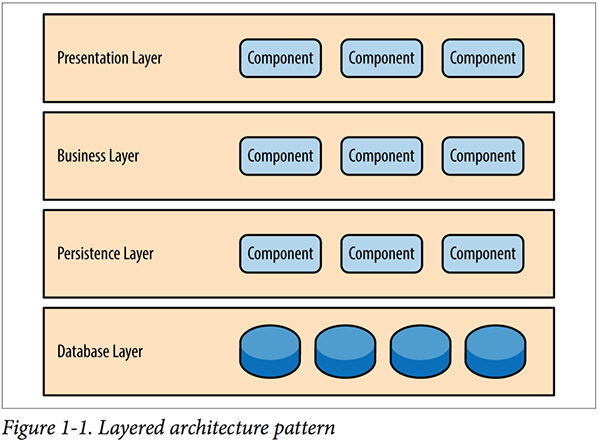 Presentation Layer Component Component Component
Business Layer Component Component Component
Persistence Layer Component Component Component
Database Layer
Figure 1-1. Layered architecture pattern